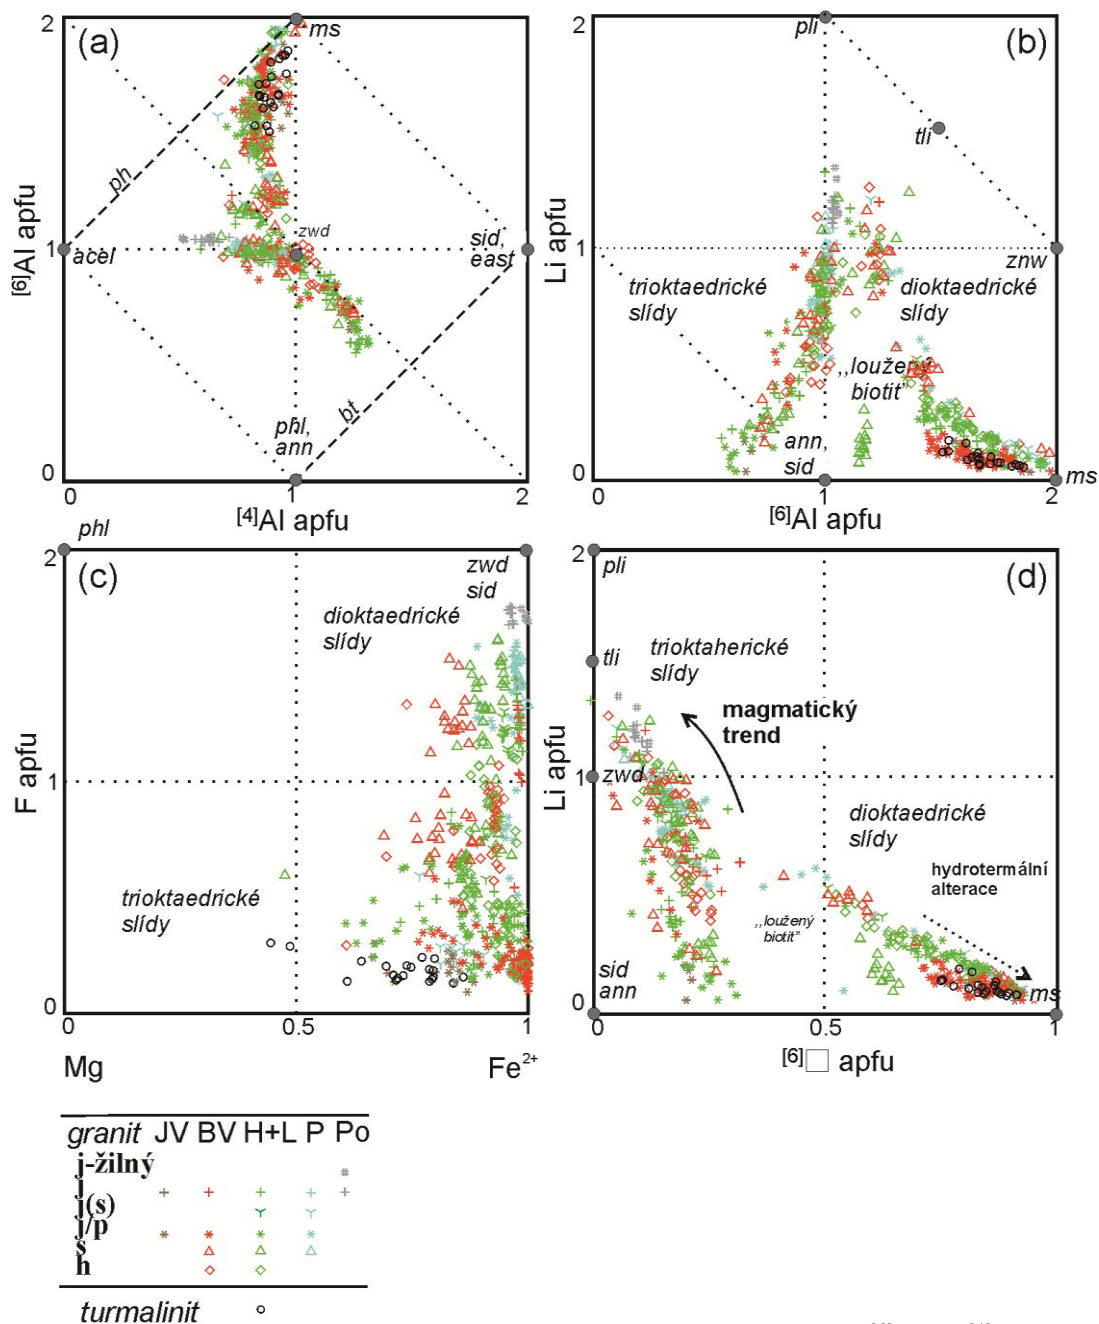 (a)
2
ms
ph
[6]Al apfu
1
acel
zwd
sid,
east
phl,
ann
bt
0
0
1
2
[4]Al apfu
(b)
2
pli
tli
Li apfu
1
znw
trioktaedrické
slídy
dioktaedrické
slídy
,,loužený
biotit"
ann,
sid
0
ms
0
1
2
[6]Al apfu
phl
(c)
2
zwd
sid
dioktaedrické
slídy
F apfu
1
trioktaedrické
slídy
0
0
0.5
1
Mg
Fe2+
(d)
2
pli
tli
trioktaherické
slídy
magmatický
trend
Li apfu
1
zwd
dioktaedrické
slídy
hydrotermální
alterace
,,loužený
biotit"
sid
ann
ms
0
0
0.5
1
[6]□ apfu
granit JV BV H+L P Po
j-žilný
j
j(s)
j/p
s
h
turmalinit